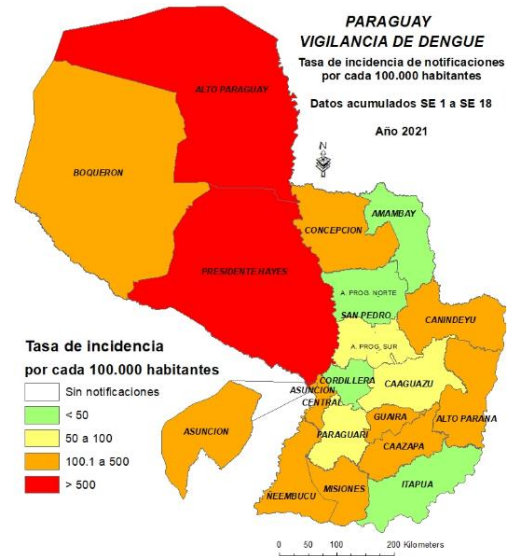 PARAGUAY
VIGILANCIA DE DENGUE
Tasa de incidencia de notificaciones
por cada 100.000 habitantes
Datos acumulados SE 1 a SE 18
Año 2021
N
ALTO PARAGUAY
BOQUERON
CONCEPCION
AMAMBAY
PRESIDENTE HAYES
A. PROG. NORTE
SAN PEDRO
CANINDEYU
A. PROG. SUR
CORDILLERA
CAAGUAZU
ASUNCION
CENTRAL
GUAIRA
ALTO PARANA
PARAGUARI
CAAZAPA
ÑEEMBUCU
MISIONES
ITAPUA
ASUNCION
Tasa de incidencia
por cada 100.000 habitantes
Sin notificaciones
< 50
50 a 100
100.1 a 500
> 500
0 50 100 200 Kilometers